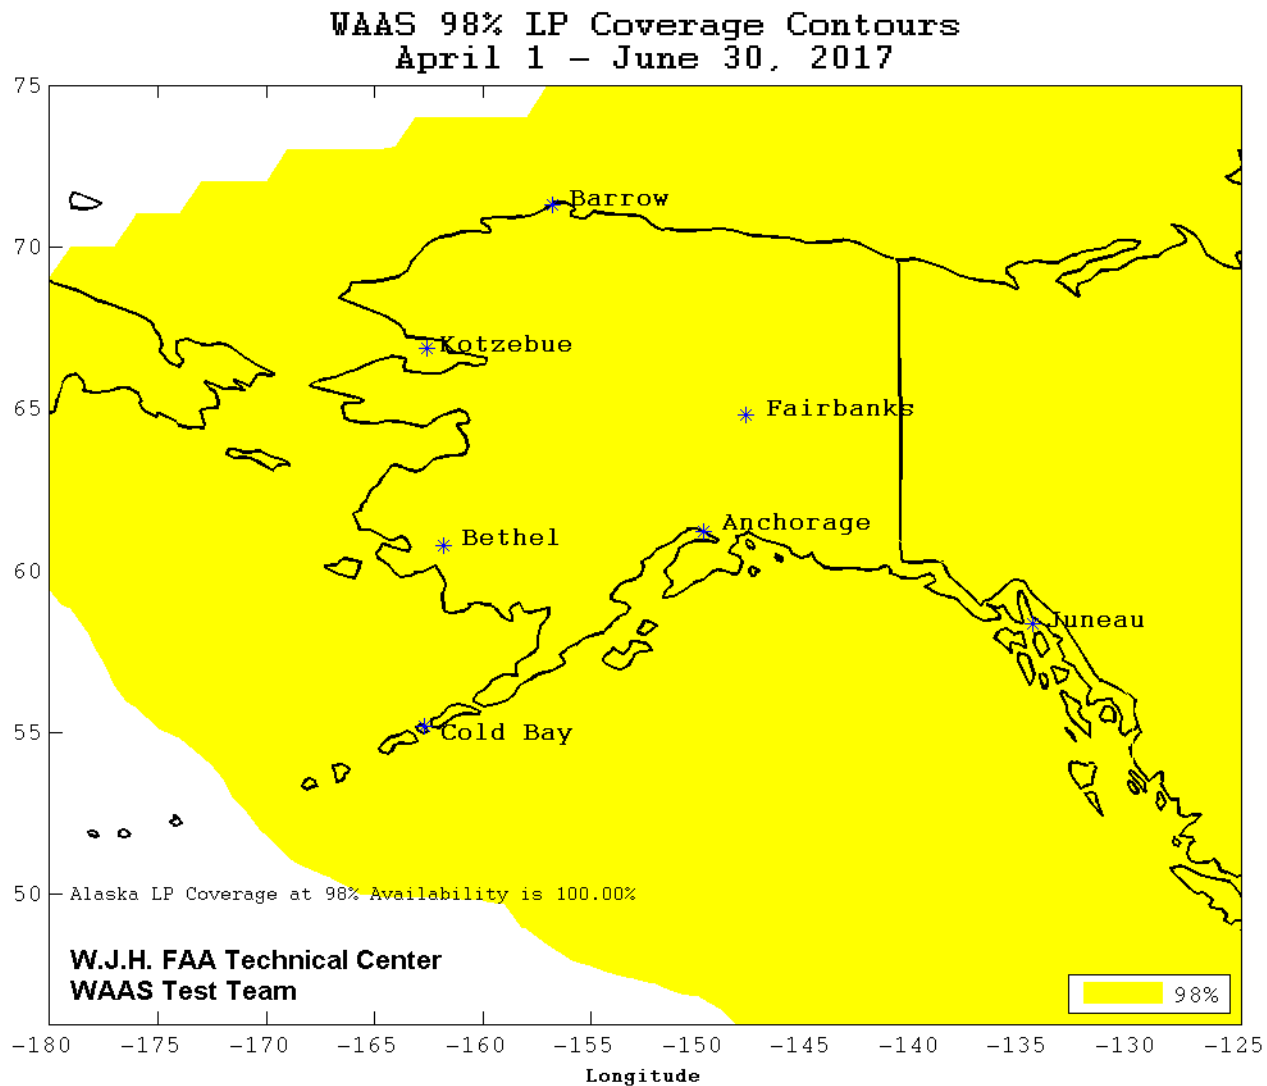 WAAS 98% LP Coverage Contours
April 1 – June 30, 2017
75
70
65
60
55
50
Barrow
Kotzebue
Fairbanks
Anchorage
Bethel
Juneau
Cold Bay
Alaska LP Coverage at 98% Availability is 100.00%
W.J.H. FAA Technical Center
WAAS Test Team
98%
-180 -175 -170 -165 -160 -155 -150 -145 -140 -135 -130 -125
Longitude